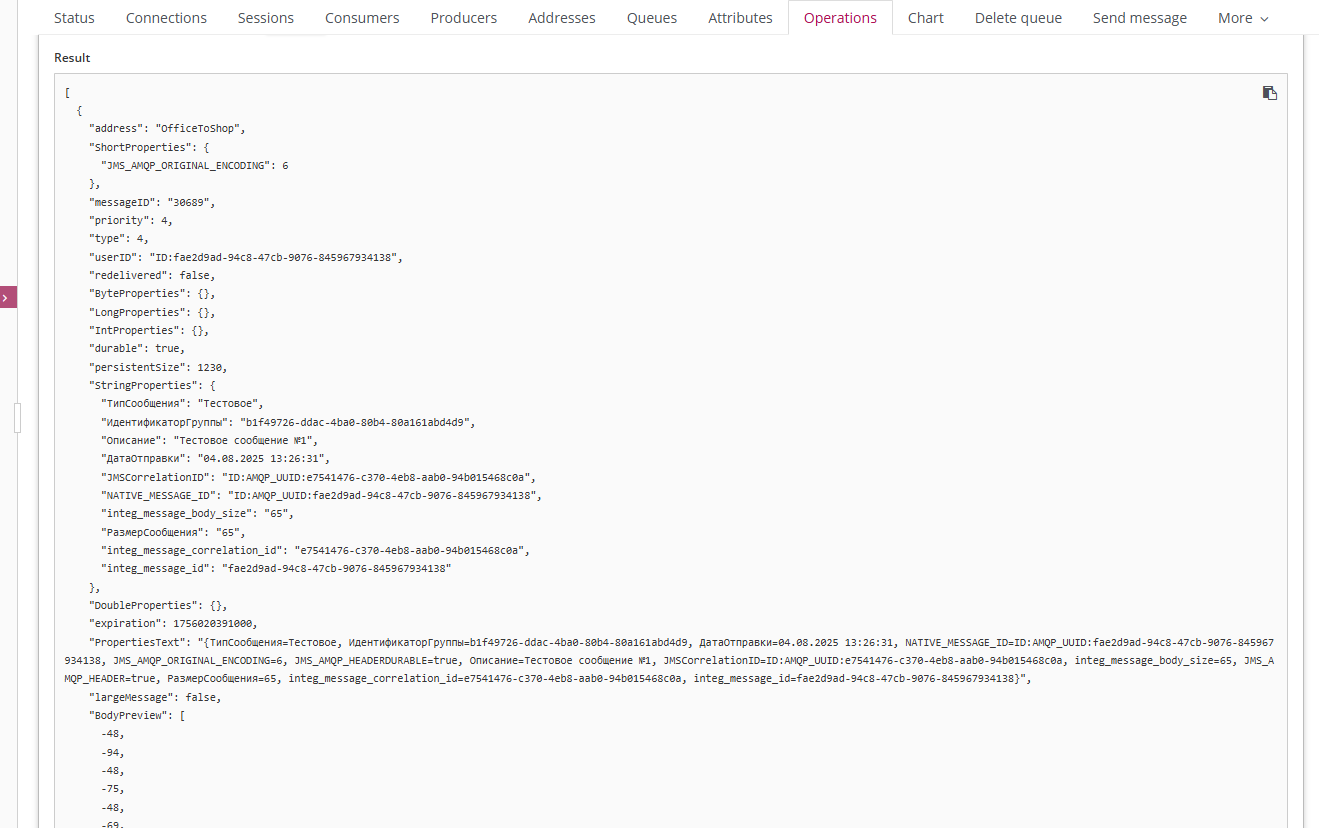 Status Connections Sessions Consumers Producers Addresses Queues Attributes Operations Chart Delete queue Send message More
Result
[
{
"address": "OfficeToShop",
"ShortProperties": {
"JMS_AMQP_ORIGINAL_ENCODING": 6
},
"messageID": "30689",
"priority": 4,
"type": 4,
"userID": "ID:fae2d9ad-94c8-47cb-9076-845967934138",
"redelivered": false,
"ByteProperties": {},
"LongProperties": {},
"IntProperties": {},
"durable": true,
"persistentSize": 1230,
"StringProperties": {
"ТипСообщения": "Тестовое",
"ИдентификаторГруппы": "b1f49726-ddac-4ba0-80b4-80a161abd4d9",
"Описание": "Тестовое сообщение №1",
"ДатаОтправки": "04.08.2025 13:26:31",
"JMSCorrelationID": "ID:AMQP_UUID:e7541476-c370-4eb8-aab0-94b015468c0a",
"NATIVE_MESSAGE_ID": "ID:AMQP_UUID:fae2d9ad-94c8-47cb-9076-845967934138",
"integ_message_body_size": "65",
"РазмерСообщения": "65",
"integ_message_correlation_id": "e7541476-c370-4eb8-aab0-94b015468c0a",
"integ_message_id": "fae2d9ad-94c8-47cb-9076-845967934138"
},
"DoubleProperties": {},
"expiration": 1756020391000,
"PropertiesText": "{ТипСообщения=Тестовое, ИдентификаторГруппы=b1f49726-ddac-4ba0-80b4-80a161abd4d9, ДатаОтправки=04.08.2025 13:26:31, NATIVE_MESSAGE_ID=ID:AMQP_UUID:fae2d9ad-94c8-47cb-9076-845967
934138, JMS_AMQP_ORIGINAL_ENCODING=6, JMS_AMQP_HEADERDURABLE=true, Описание=Тестовое сообщение №1, JMSCorrelationID=ID:AMQP_UUID:e7541476-c370-4eb8-aab0-94b015468c0a, integ_message_body_size=65, JMS_A
MQP_HEADER=true, РазмерСообщения=65, integ_message_correlation_id=e7541476-c370-4eb8-aab0-94b015468c0a, integ_message_id=fae2d9ad-94c8-47cb-9076-845967934138}",
"largeMessage": false,
"BodyPreview": [
-48,
-94,
-48,
-75,
-48,
-69,